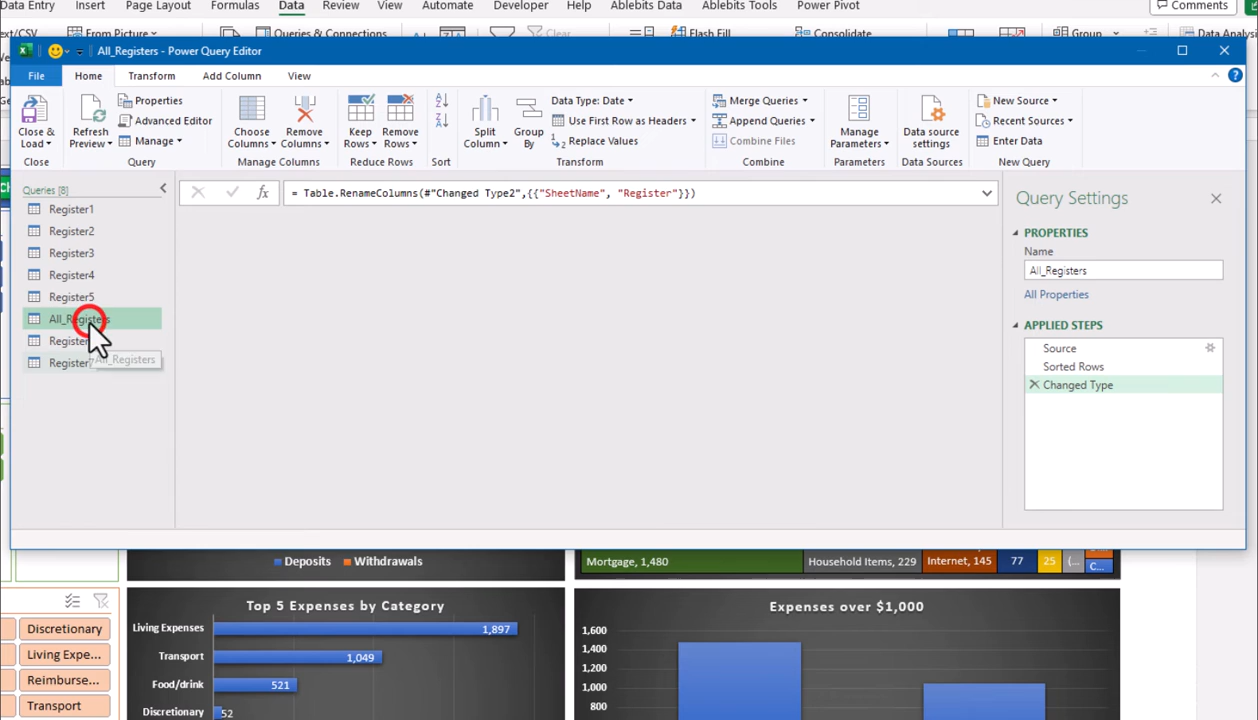 Data Entry Insert Page Layout Formulas Data Review View Automate Developer Help Ablebits Data Ablebits Tools Power Pivot Comments
From Picture Queries & Connections Clear Flash Fill Consolidate Group Data Analysis
All_Registers - Power Query Editor
File Home Transform Add Column View
Close & Load
Refresh Preview
Properties
Advanced Editor
Manage
Choose Columns
Remove Columns
Keep Rows
Remove Rows
Split Column
Group By
Data Type: Date
Use First Row as Headers
Replace Values
Merge Queries
Append Queries
Combine Files
Manage Parameters
Data source settings
New Source
Recent Sources
Enter Data
Close Query Manage Columns Reduce Rows Sort Transform Combine Parameters Data Sources New Query
Queries [8]
Register1
Register2
Register3
Register4
Register5
All_Registers
Register
Register
All_Registers
fx = Table.RenameColumns(#"Changed Type2",{{"SheetName", "Register"}})
Query Settings
PROPERTIES
Name
All_Registers
All Properties
APPLIED STEPS
Source
Sorted Rows
Changed Type
Deposits Withdrawals
Mortgage, 1,480 Household Items, 229 Internet, 145 77 25 (... C...
Discretionary
Living Expe...
Reimburse...
Transport
Top 5 Expenses by Category
Living Expenses 1,897
Transport 1,049
Food/drink 521
Discretionary 52
Expenses over $1,000
1,600
1,400
1,200
1,000
800